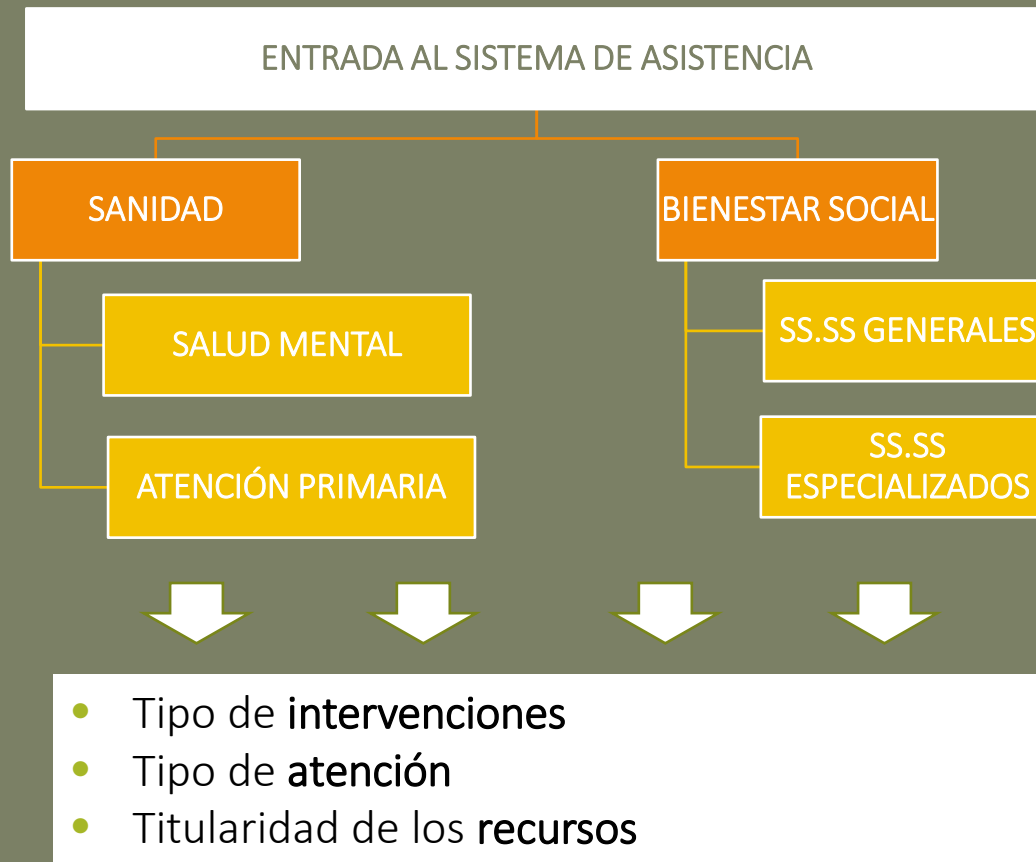 ENTRADA AL SISTEMA DE ASISTENCIA
SANIDAD
SALUD MENTAL
ATENCIÓN PRIMARIA
BIENESTAR SOCIAL
SS.SS GENERALES
SS.SS
ESPECIALIZADOS
• Tipo de intervenciones
• Tipo de atención
• Titularidad de los recursos